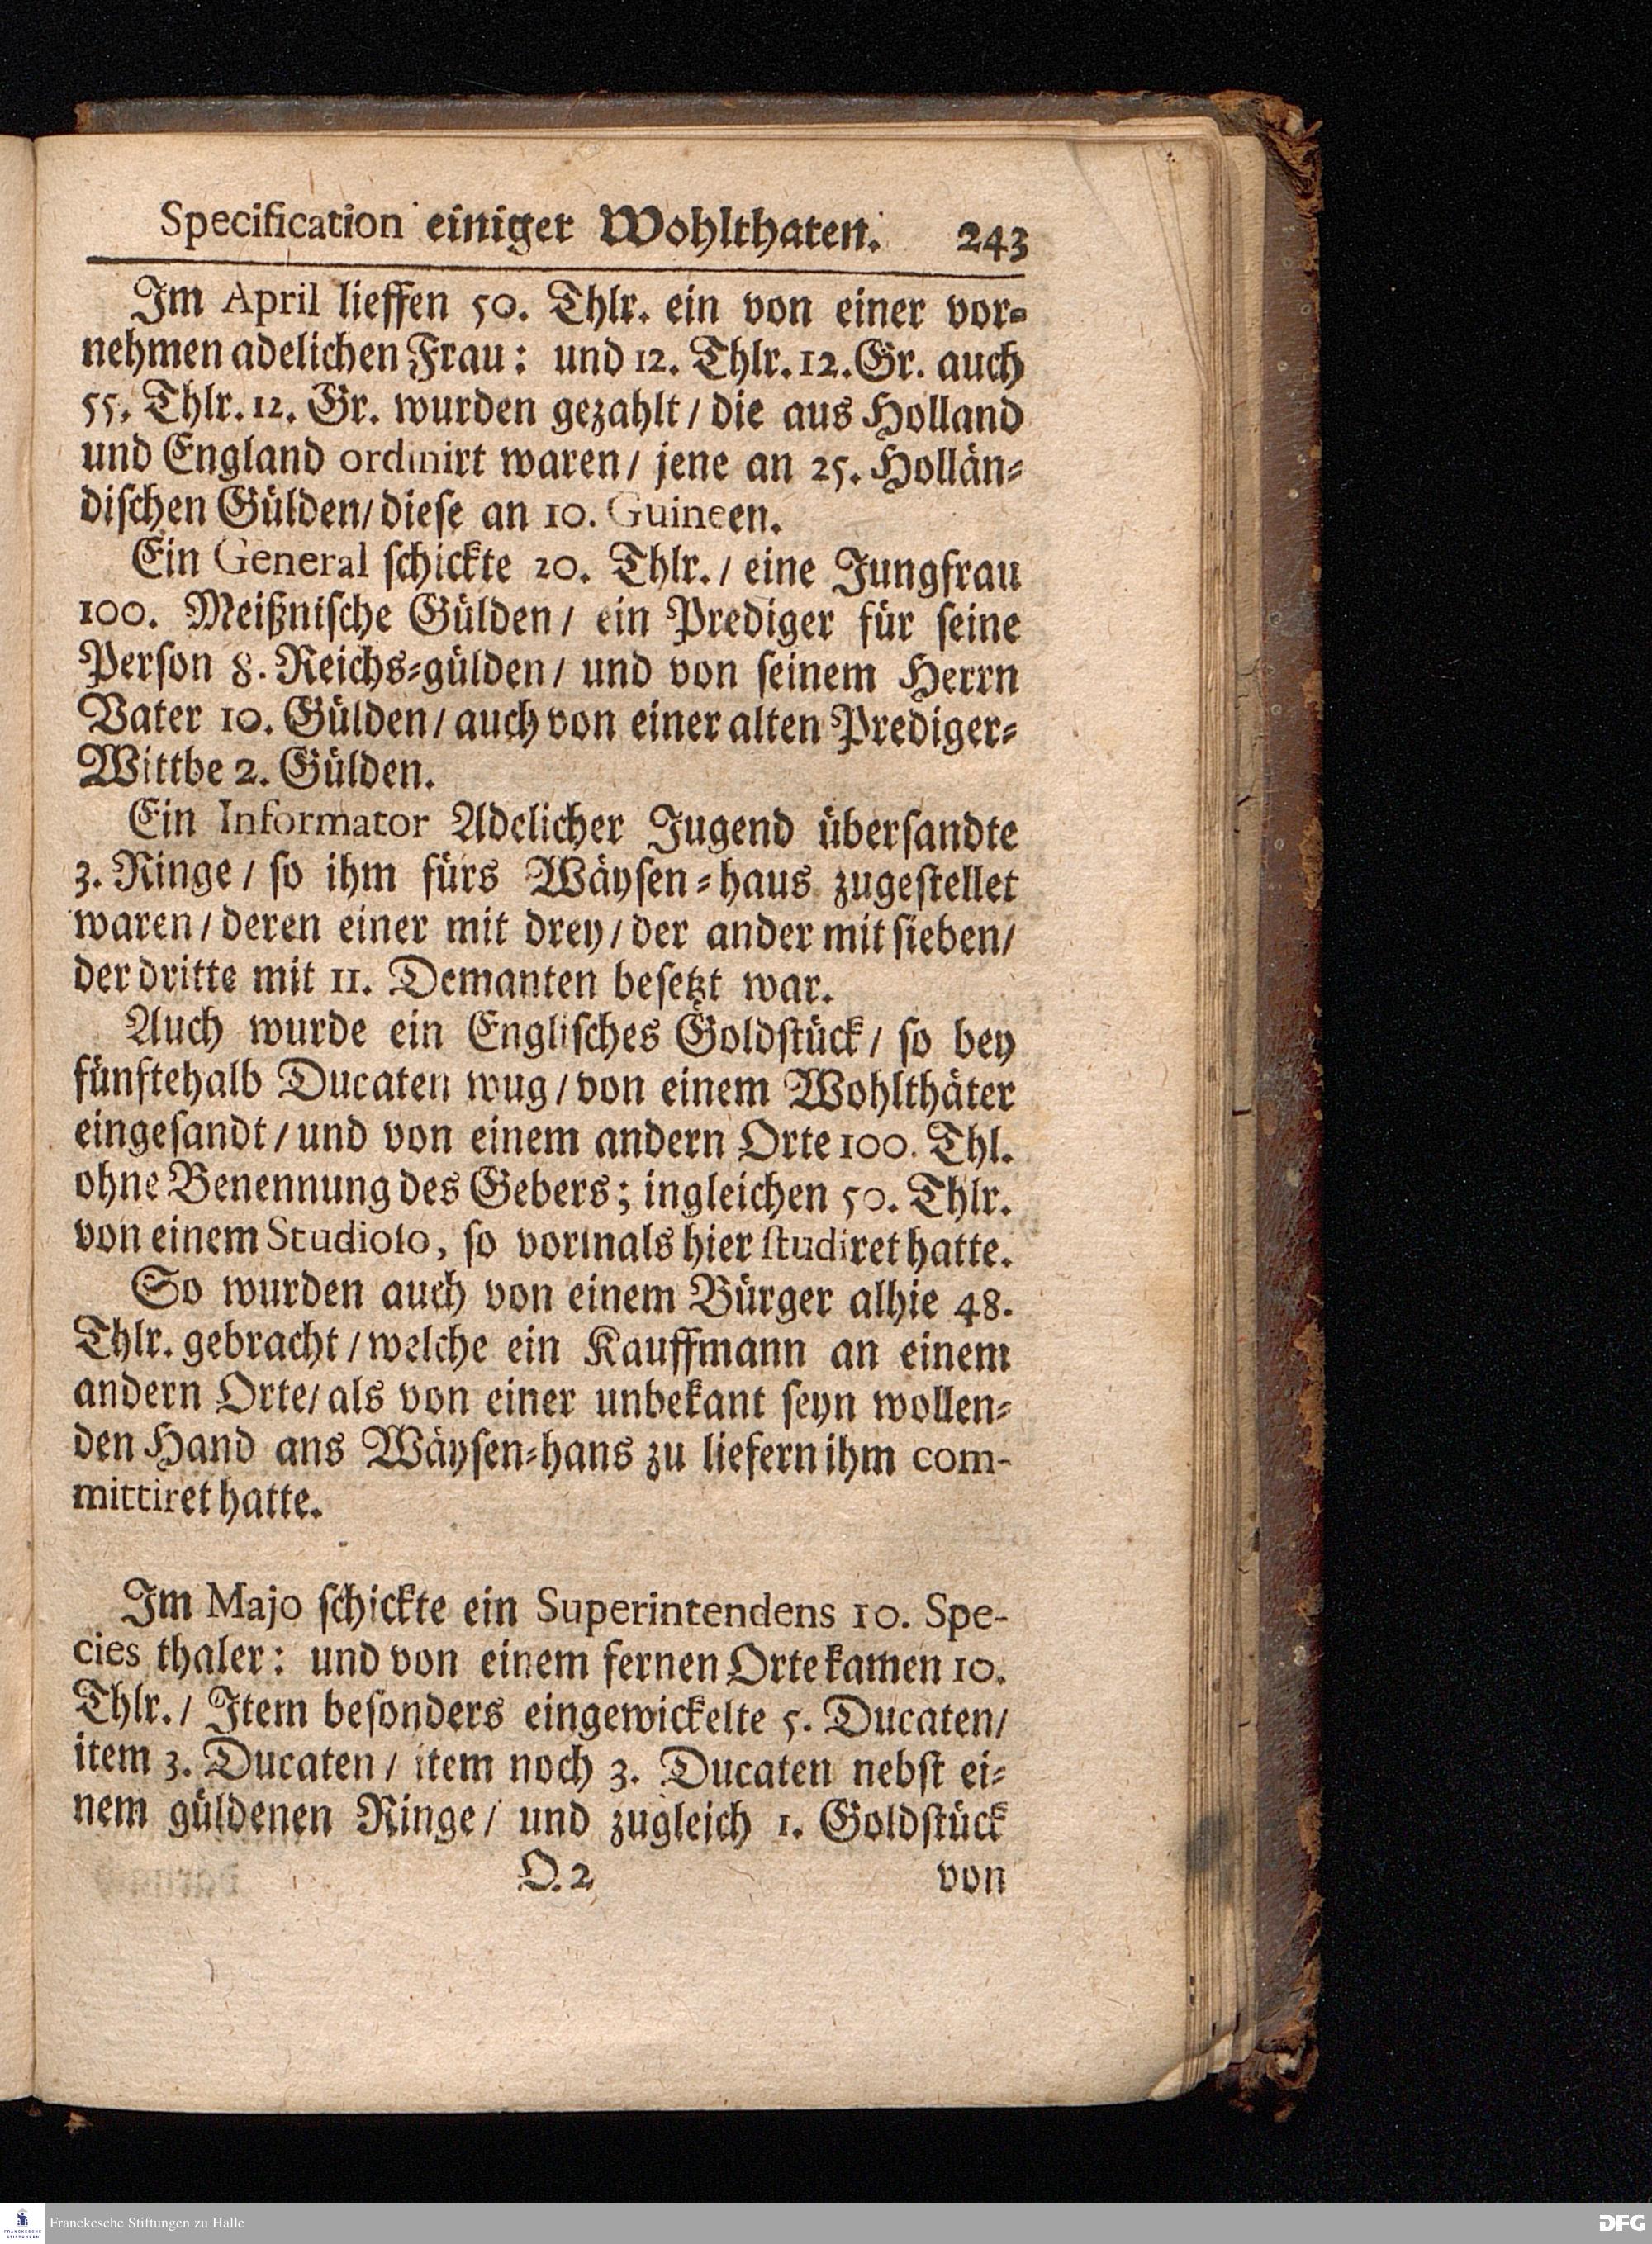 Specification einiger Wohlthaten. 243
Im April lieffen 50. Thlr. ein von einer vor-
nehmen adelichen Frau: und 12. Thlr. 12. Gr. auch
55. Thlr. 12. Gr. wurden gezahlt / die aus Holland
und England ordinirt waren / jene an 25. Hollän-
dischen Gülden / diese an 10. Guineen.
Ein General schickte 20. Thlr. / eine Jungfrau
100. Meißnische Gülden / ein Prediger für seine
Person 8. Reichs-gülden / und von seinem Herrn
Vater 10. Gülden / auch von einer alten Prediger-
Wittbe 2. Gülden.
Ein Informator Adelicher Jugend übersandte
3. Ringe / so ihm fürs Wäysen-haus zugestellet
waren / deren einer mit drey / der ander mit sieben /
der dritte mit 11. Demanten besetzt war.
Auch wurde ein Englisches Goldstück / so bey
fünftehalb Ducaten wug / von einem Wohlthäter
eingesandt / und von einem andern Orte 100. Thl.
ohne Benennung des Gebers; ingleichen 50. Thlr.
von einem Studioso, so vormals hier studiret hatte.
So wurden auch von einem Bürger alhie 48.
Thlr. gebracht / welche ein Kauffmann an einem
andern Orte / als von einer unbekant seyn wollen-
den Hand ans Wäysen-hans zu liefern ihm com-
mittiret hatte.
Im Majo schickte ein Superintendens 10. Spe-
cies thaler: und von einem fernen Orte kamen 10.
Thlr. / Item besonders eingewickelte 5. Ducaten /
item 3. Ducaten / item noch 3. Ducaten nebst ei-
nem güldenen Ringe / und zugleich 1. Goldstück
Q 2 von
FRANCKESCHE
STIFTUNGEN
Franckesche Stiftungen zu Halle
DFG